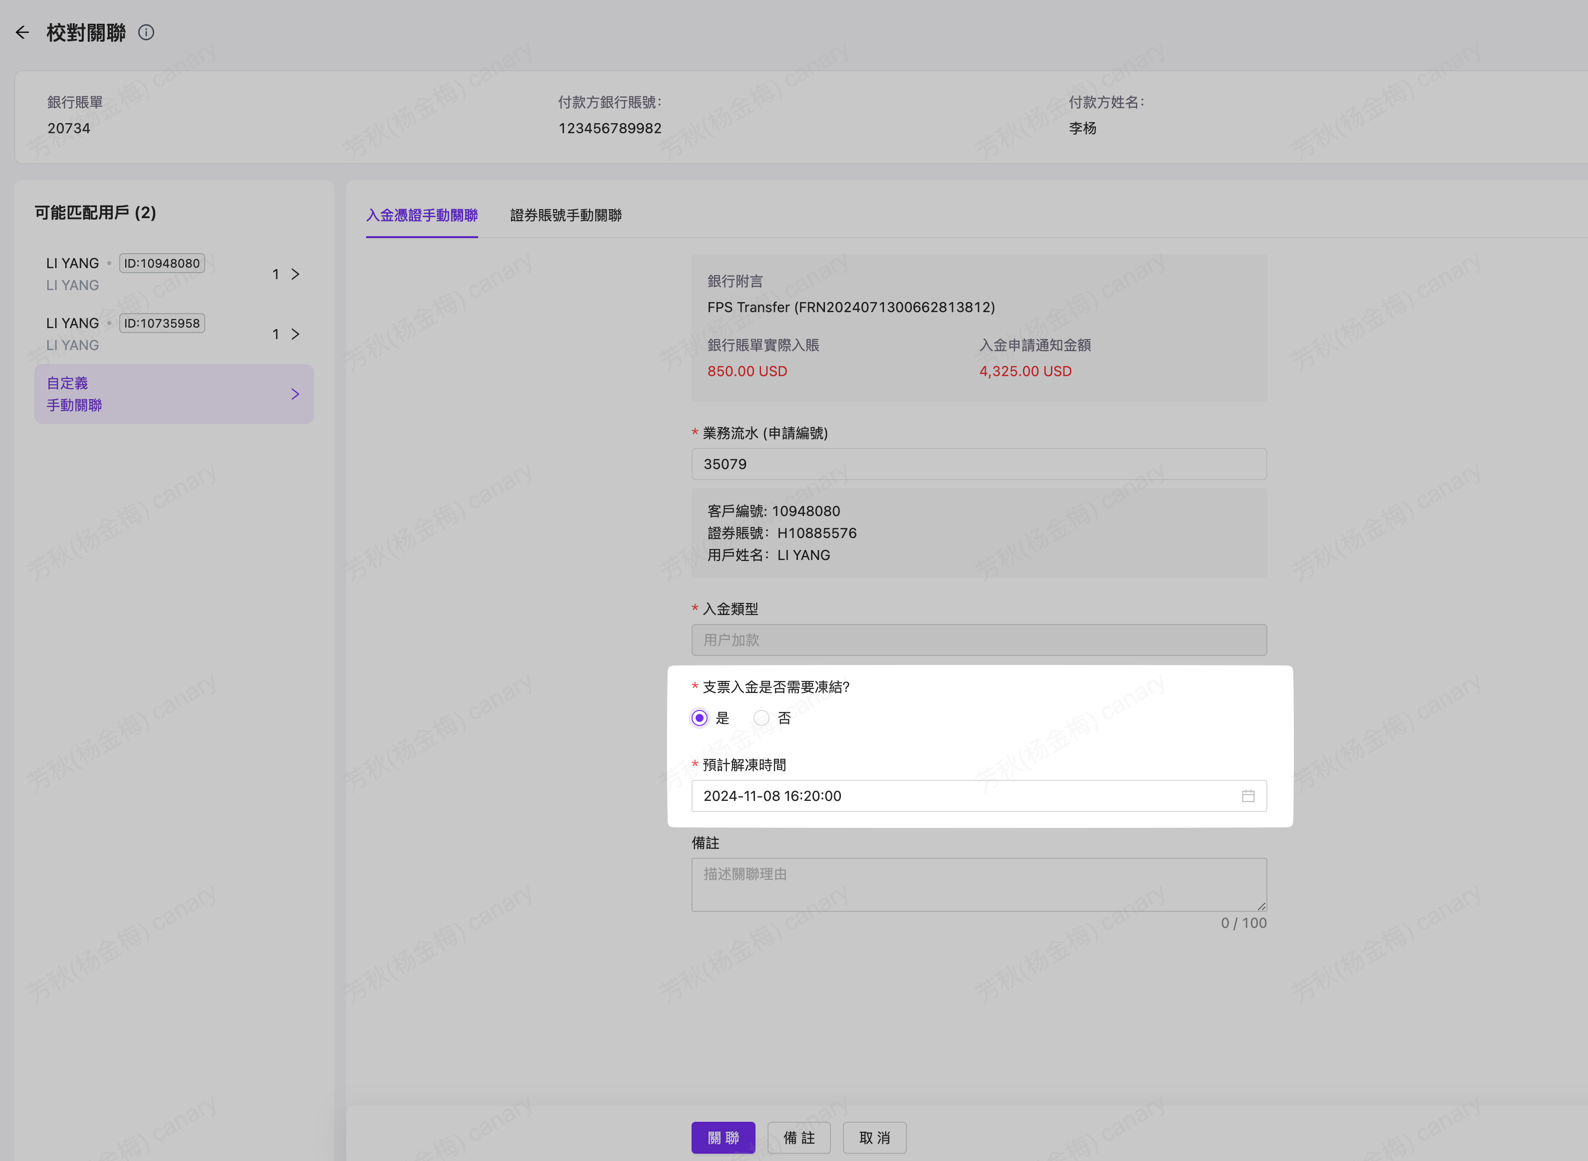 校對關聯
銀行賬單
20734
付款方銀行賬號:
123456789982
付款方姓名:
李杨
可能匹配用戶 (2)
LI YANG • ID:10948080
LI YANG
1
LI YANG • ID:10735958
LI YANG
1
自定義
手動關聯
入金憑證手動關聯
證券賬號手動關聯
銀行附言
FPS Transfer (FRN20240713006628138​12)
銀行賬單實際入賬
850.00 USD
入金申請通知金額
4,325.00 USD
* 業務流水 (申請編號)
35079
客戶編號: 10948080
證券賬號: H10885576
用戶姓名: LI YANG
* 入金類型
用户加款
* 支票入金是否需要凍結?
是
否
* 預計解凍時間
2024-11-08 16:20:00
備註
描述關聯理由
0 / 100
關 聯
備 註
取 消
芳秋(杨金梅) canary